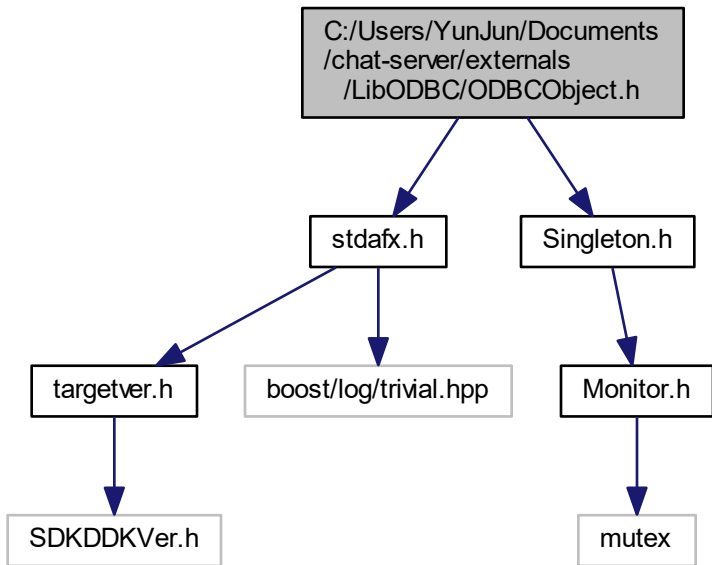 C:/Users/YunJun/Documents
/chat-server/externals
/LibODBC/ODBCObject.h
stdafx.h
Singleton.h
targetver.h
boost/log/trivial.hpp
Monitor.h
SDKDDKVer.h
mutex